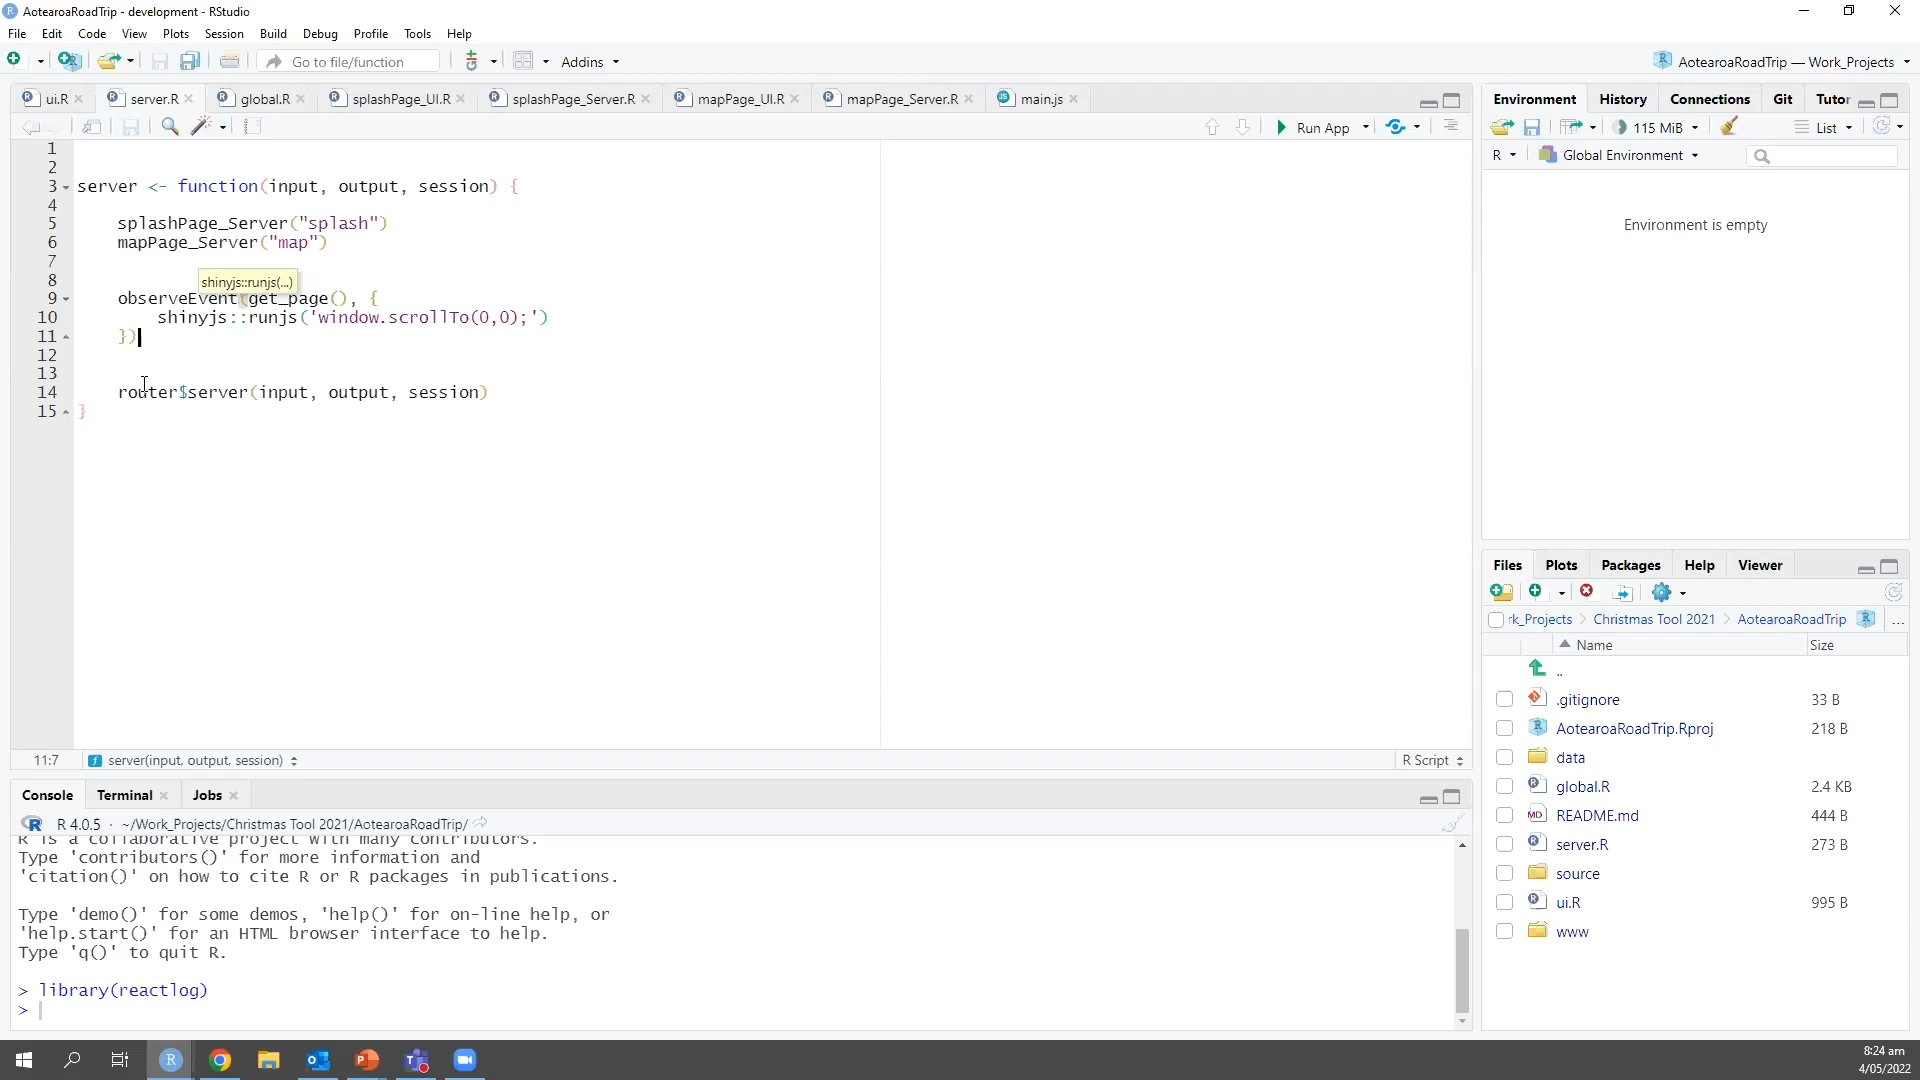 AotearoaRoadTrip - development - RStudio
File Edit Code View Plots Session Build Debug Profile Tools Help
Go to file/function Addins AotearoaRoadTrip — Work_Projects
ui.R server.R global.R splashPage_UI.R splashPage_Server.R mapPage_UI.R mapPage_Server.R main.js
Run App
1
2
3 server <- function(input, output, session) {
4
5 splashPage_Server("splash")
6 mapPage_Server("map")
7
8
shinyjs::runjs(...)
9 observeEvent(get_page(), {
10 shinyjs::runjs('window.scrollTo(0,0);')
11 })
12
13
14 router$server(input, output, session)
15 }
11:7 server(input, output, session) R Script
Console Terminal Jobs
R 4.0.5 · ~/Work_Projects/Christmas Tool 2021/AotearoaRoadTrip/
R is a collaborative project with many contributors.
Type 'contributors()' for more information and
'citation()' on how to cite R or R packages in publications.
Type 'demo()' for some demos, 'help()' for on-line help, or
'help.start()' for an HTML browser interface to help.
Type 'q()' to quit R.
> library(reactlog)
>
Environment History Connections Git Tutor
115 MiB List
R Global Environment
Environment is empty
Files Plots Packages Help Viewer
rk_Projects Christmas Tool 2021 AotearoaRoadTrip ...
Name Size
..
.gitignore 33 B
AotearoaRoadTrip.Rproj 218 B
data
global.R 2.4 KB
README.md 444 B
server.R 273 B
source
ui.R 995 B
www
8:24 am
4/05/2022